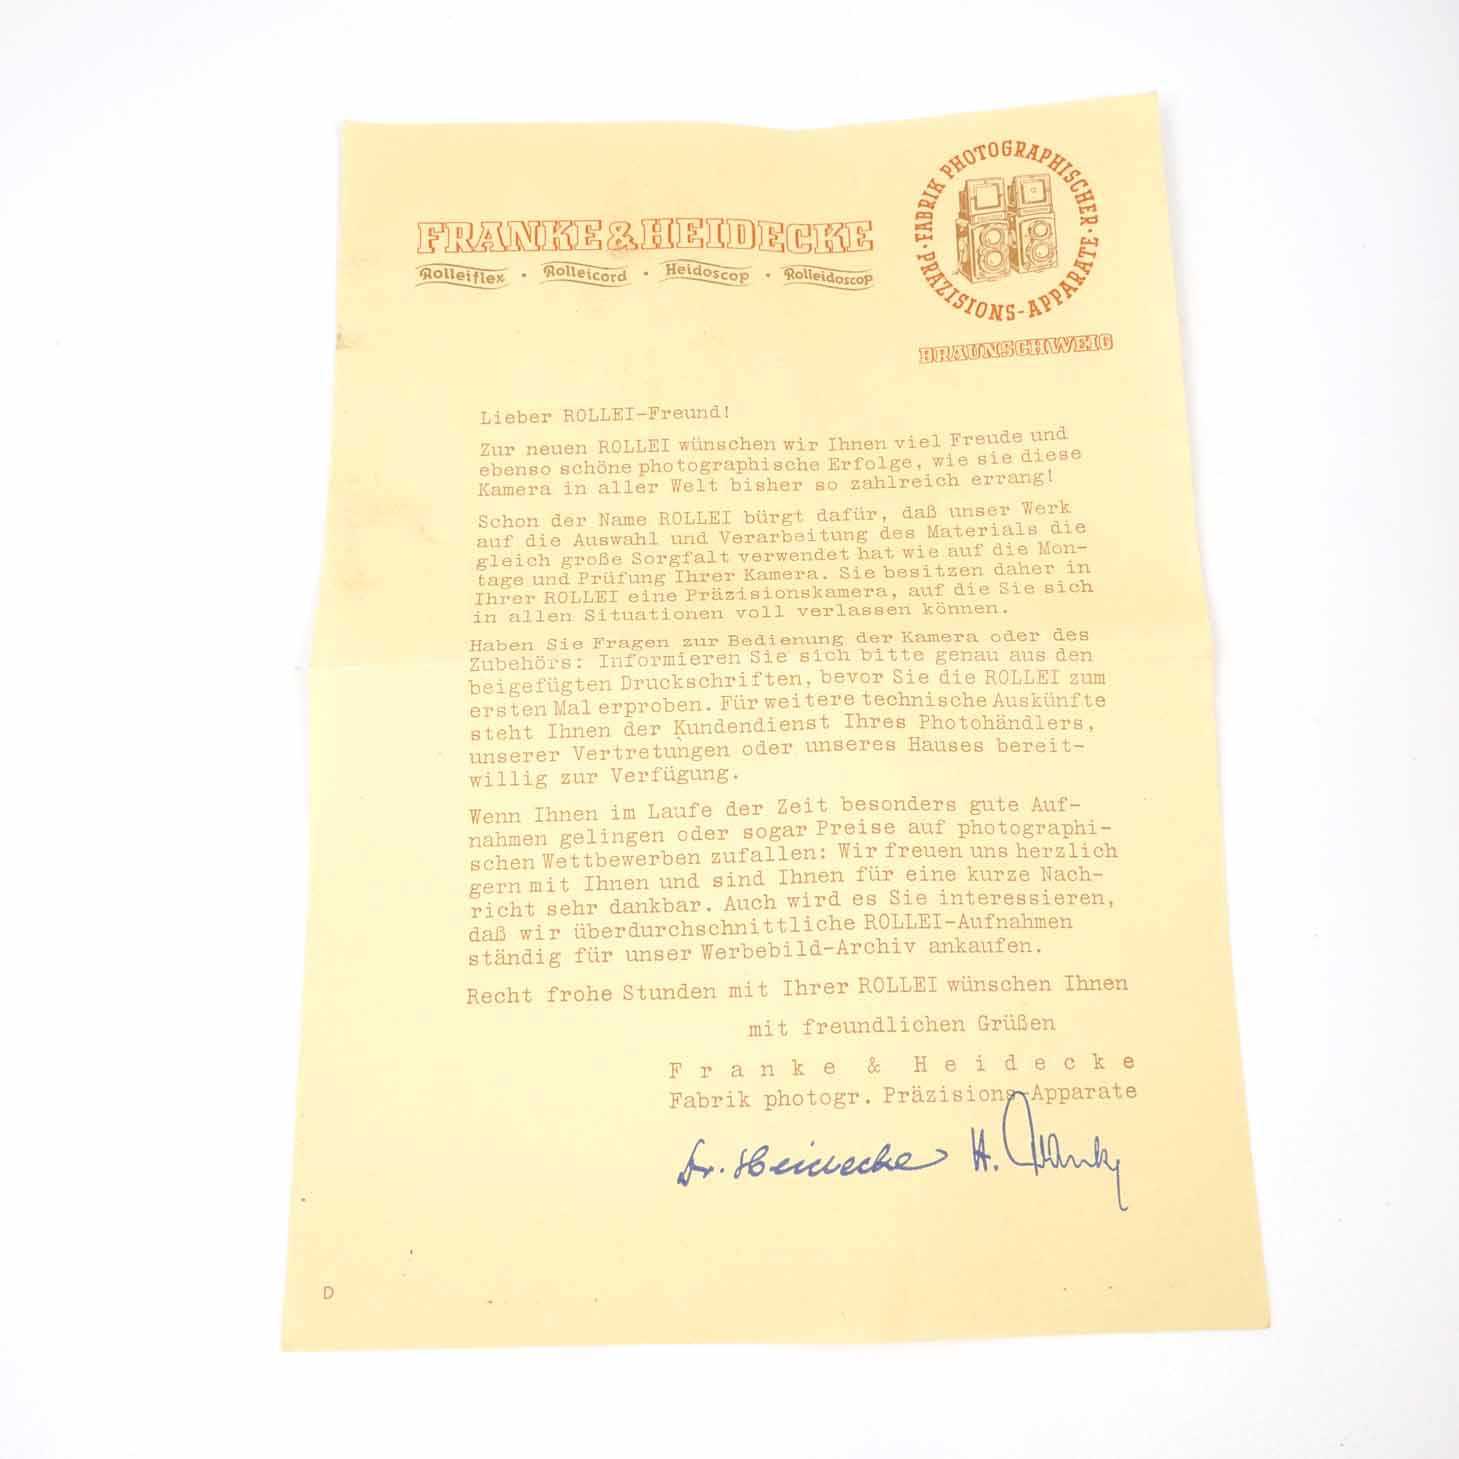 FRANKE & HEIDECKE
Rolleiflex · Rolleicord · Heidoscop · Rolleidoscop
· FABRIK PHOTOGRAPHISCHER ·
PRÄZISIONS-APPARATE
BRAUNSCHWEIG
Lieber ROLLEI-Freund!
Zur neuen ROLLEI wünschen wir Ihnen viel Freude und
ebenso schöne photographische Erfolge, wie sie diese
Kamera in aller Welt bisher so zahlreich errang!
Schon der Name ROLLEI bürgt dafür, daß unser Werk
auf die Auswahl und Verarbeitung des Materials die
gleich große Sorgfalt verwendet hat wie auf die Mon-
tage und Prüfung Ihrer Kamera. Sie besitzen daher in
Ihrer ROLLEI eine Präzisionskamera, auf die Sie sich
in allen Situationen voll verlassen können.
Haben Sie Fragen zur Bedienung der Kamera oder des
Zubehörs: Informieren Sie sich bitte genau aus den
beigefügten Druckschriften, bevor Sie die ROLLEI zum
ersten Mal erproben. Für weitere technische Auskünfte
steht Ihnen der Kundendienst Ihres Photohändlers,
unserer Vertretungen oder unseres Hauses bereit-
willig zur Verfügung.
Wenn Ihnen im Laufe der Zeit besonders gute Auf-
nahmen gelingen oder sogar Preise auf photographi-
schen Wettbewerben zufallen: Wir freuen uns herzlich
gern mit Ihnen und sind Ihnen für eine kurze Nach-
richt sehr dankbar. Auch wird es Sie interessieren,
daß wir überdurchschnittliche ROLLEI-Aufnahmen
ständig für unser Werbebild-Archiv ankaufen.
Recht frohe Stunden mit Ihrer ROLLEI wünschen Ihnen
mit freundlichen Grüßen
Franke & Heidecke
Fabrik photogr. Präzisions-Apparate
Dr. Heidecke H. Franke
D